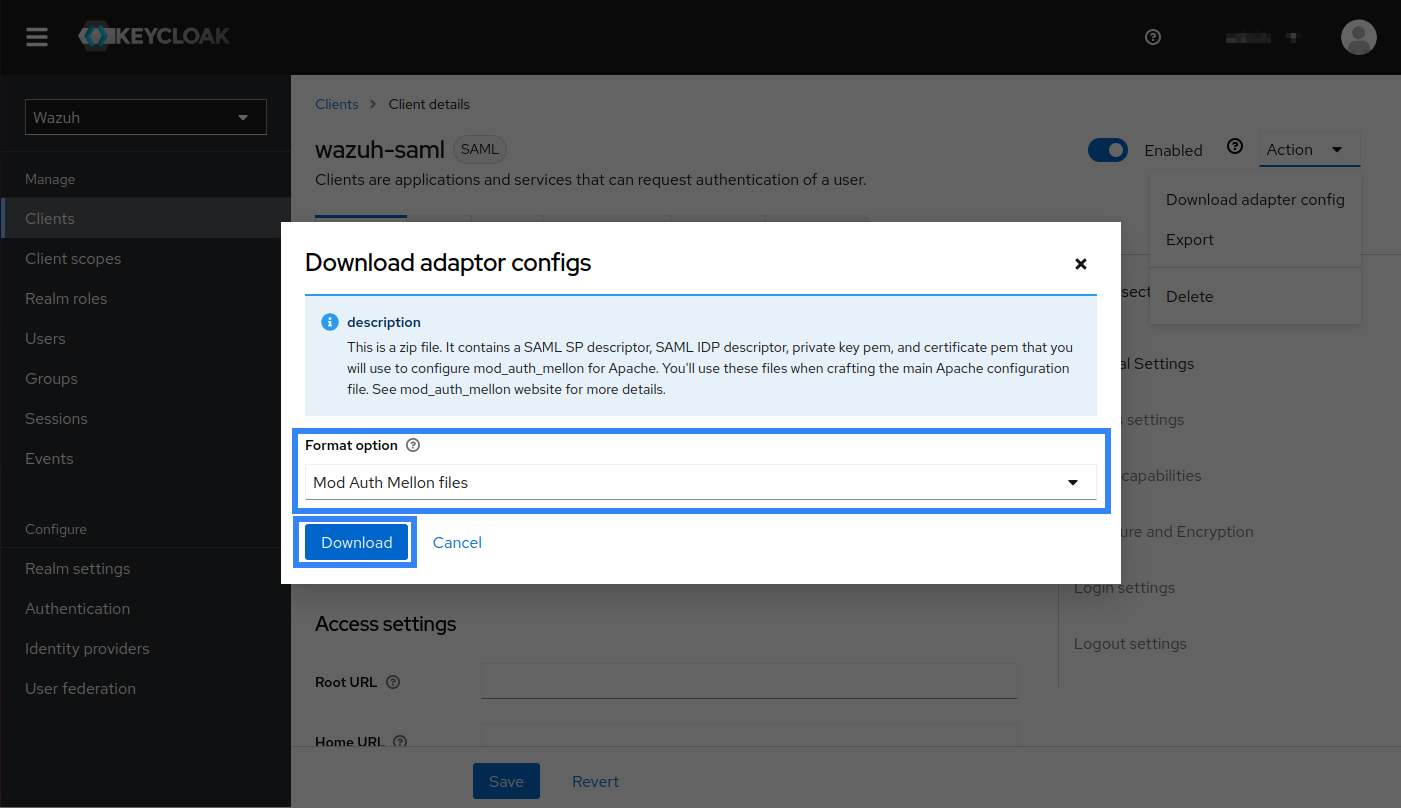 KEYCLOAK
Wazuh
Manage
Clients
Client scopes
Realm roles
Users
Groups
Sessions
Events
Configure
Realm settings
Authentication
Identity providers
User federation
Clients > Client details
wazuh-saml SAML
Enabled
Action
Clients are applications and services that can request authentication of a user.
Download adapter config
Export
Delete
Download adaptor configs
description
This is a zip file. It contains a SAML SP descriptor, SAML IDP descriptor, private key pem, and certificate pem that you
will use to configure mod_auth_mellon for Apache. You'll use these files when crafting the main Apache configuration
file. See mod_auth_mellon website for more details.
Format option
Mod Auth Mellon files
Download Cancel
sect
al Settings
settings
capabilities
ure and Encryption
Login settings
Logout settings
Access settings
Root URL
Home URL
Save Revert